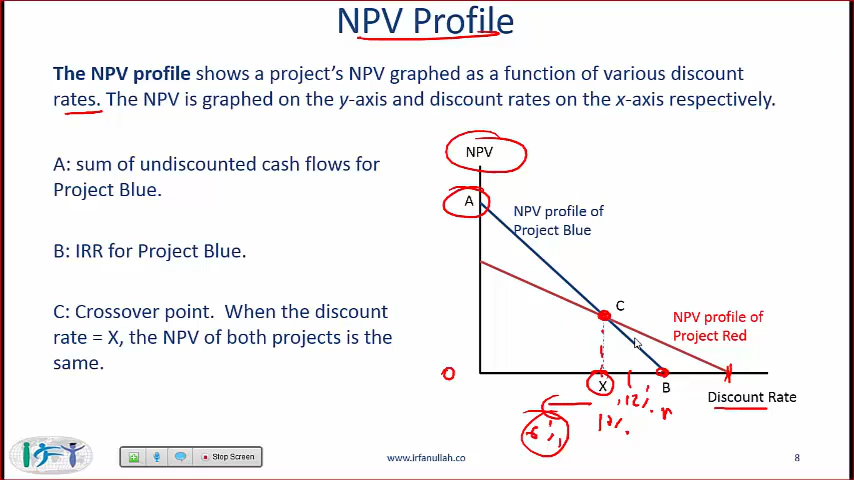 NPV Profile
The NPV profile shows a project's NPV graphed as a function of various discount
rates. The NPV is graphed on the y-axis and discount rates on the x-axis respectively.
NPV
A: sum of undiscounted cash flows for
Project Blue.
A
NPV profile of
Project Blue
B: IRR for Project Blue.
C: Crossover point. When the discount
rate = X, the NPV of both projects is the
same.
C
NPV profile of
Project Red
0
X
B
12%
Discount Rate
IFT
Stop Screen
www.irfanullah.co
8